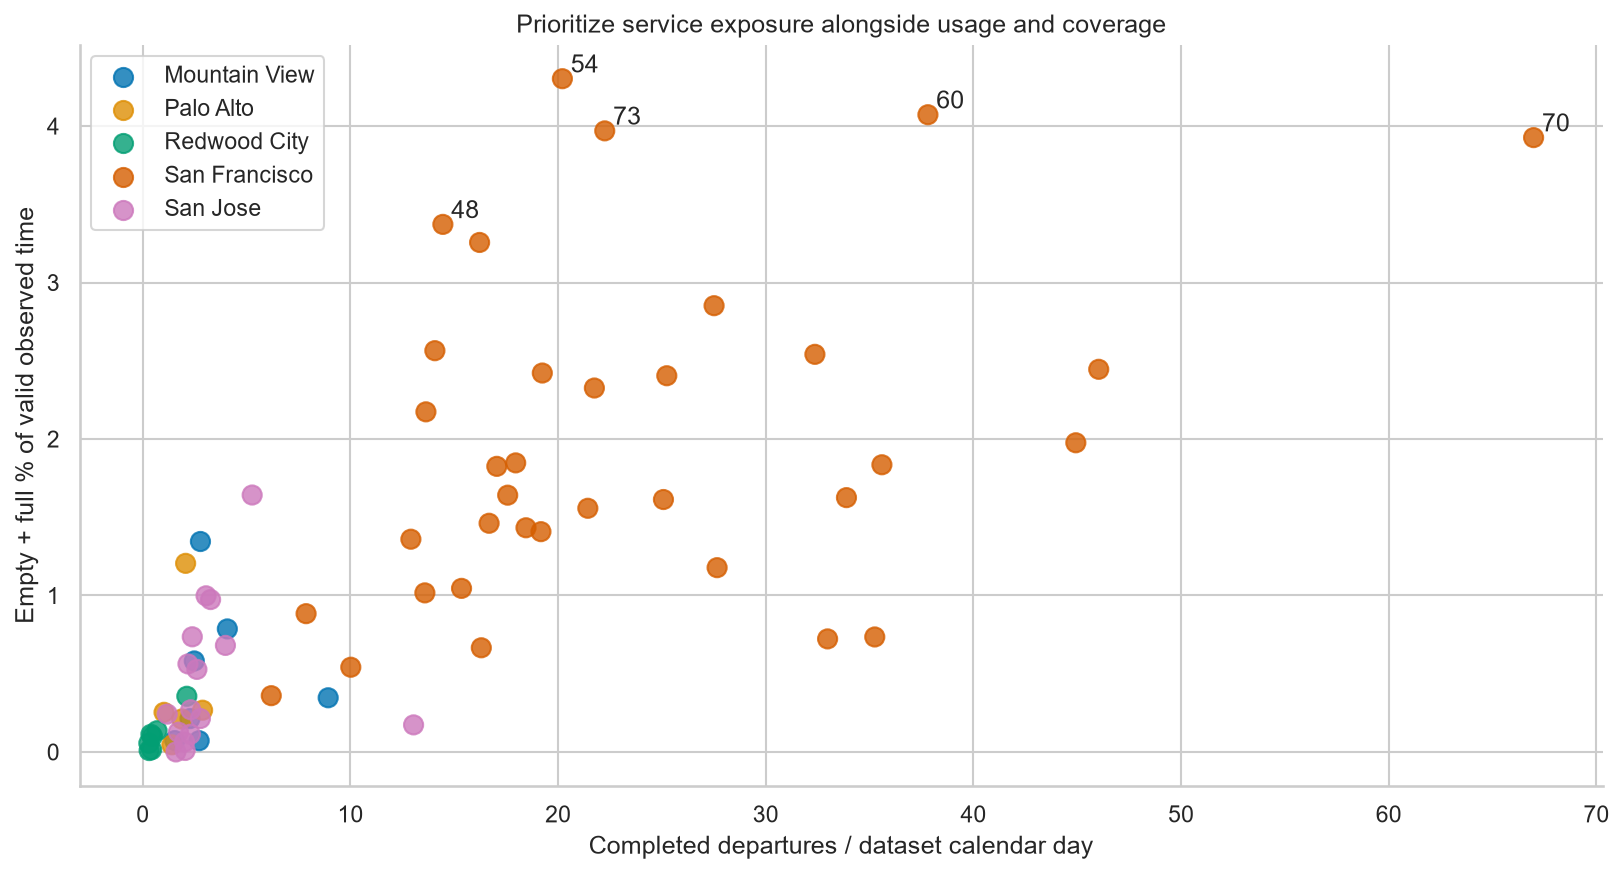 Prioritize service exposure alongside usage and coverage
Mountain View
Palo Alto
Redwood City
San Francisco
San Jose
54
73
60
70
48
Empty + full % of valid observed time
4
3
2
1
0
0 10 20 30 40 50 60 70
Completed departures / dataset calendar day